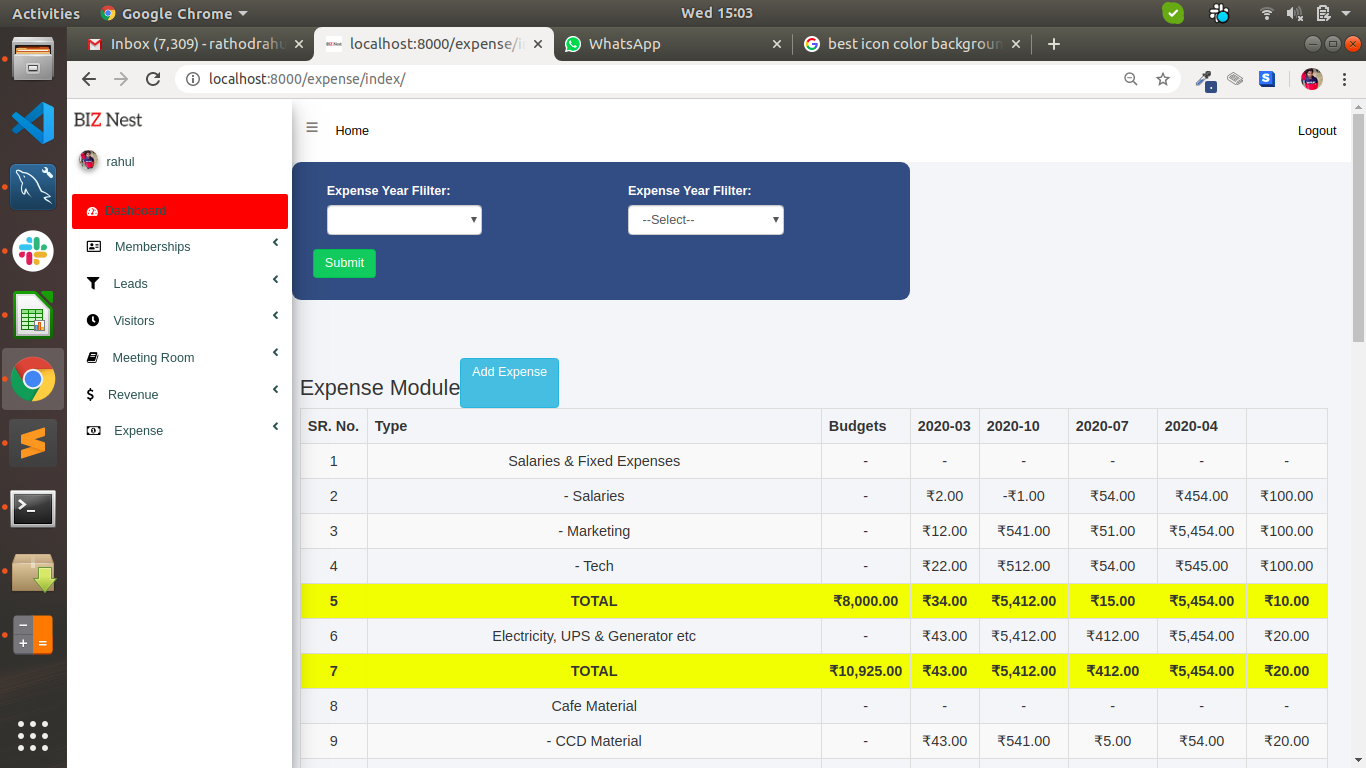 Activities Google Chrome Wed 15:03
Inbox (7,309) - rathodrahu localhost:8000/expense/i WhatsApp best icon color backgroun
localhost:8000/expense/index/
BIZ Nest
Home Logout
rahul
Dashboard
Memberships
Leads
Visitors
Meeting Room
Revenue
Expense
Expense Year Flilter: Expense Year Flilter:
--Select--
Submit
Expense Module Add Expense
SR. No. Type Budgets 2020-03 2020-10 2020-07 2020-04
1 Salaries & Fixed Expenses - - - - - -
2 - Salaries - ₹2.00 -₹1.00 ₹54.00 ₹454.00 ₹100.00
3 - Marketing - ₹12.00 ₹541.00 ₹51.00 ₹5,454.00 ₹100.00
4 - Tech - ₹22.00 ₹512.00 ₹54.00 ₹545.00 ₹100.00
5 TOTAL ₹8,000.00 ₹34.00 ₹5,412.00 ₹15.00 ₹5,454.00 ₹10.00
6 Electricity, UPS & Generator etc - ₹43.00 ₹5,412.00 ₹412.00 ₹5,454.00 ₹20.00
7 TOTAL ₹10,925.00 ₹43.00 ₹5,412.00 ₹412.00 ₹5,454.00 ₹20.00
8 Cafe Material - - - - - -
9 - CCD Material - ₹43.00 ₹541.00 ₹5.00 ₹54.00 ₹20.00